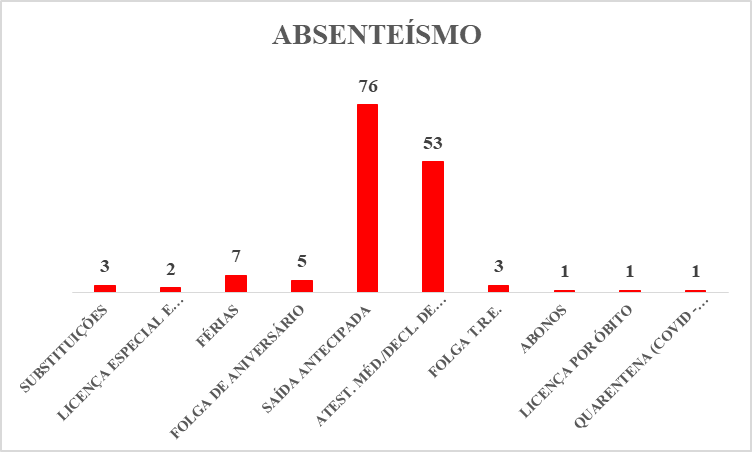 ABSENTEÍSMO
76
53
3
2
7
5
3
1
1
1
SUBSTITUIÇÕES
LICENÇA ESPECIAL E...
FÉRIAS
FOLGA DE ANIVERSÁRIO
SAÍDA ANTECIPADA
ATEST. MÉD./DECL. DE...
FOLGA T.R.E.
ABONOS
LICENÇA POR ÓBITO
QUARENTENA (COVID -...